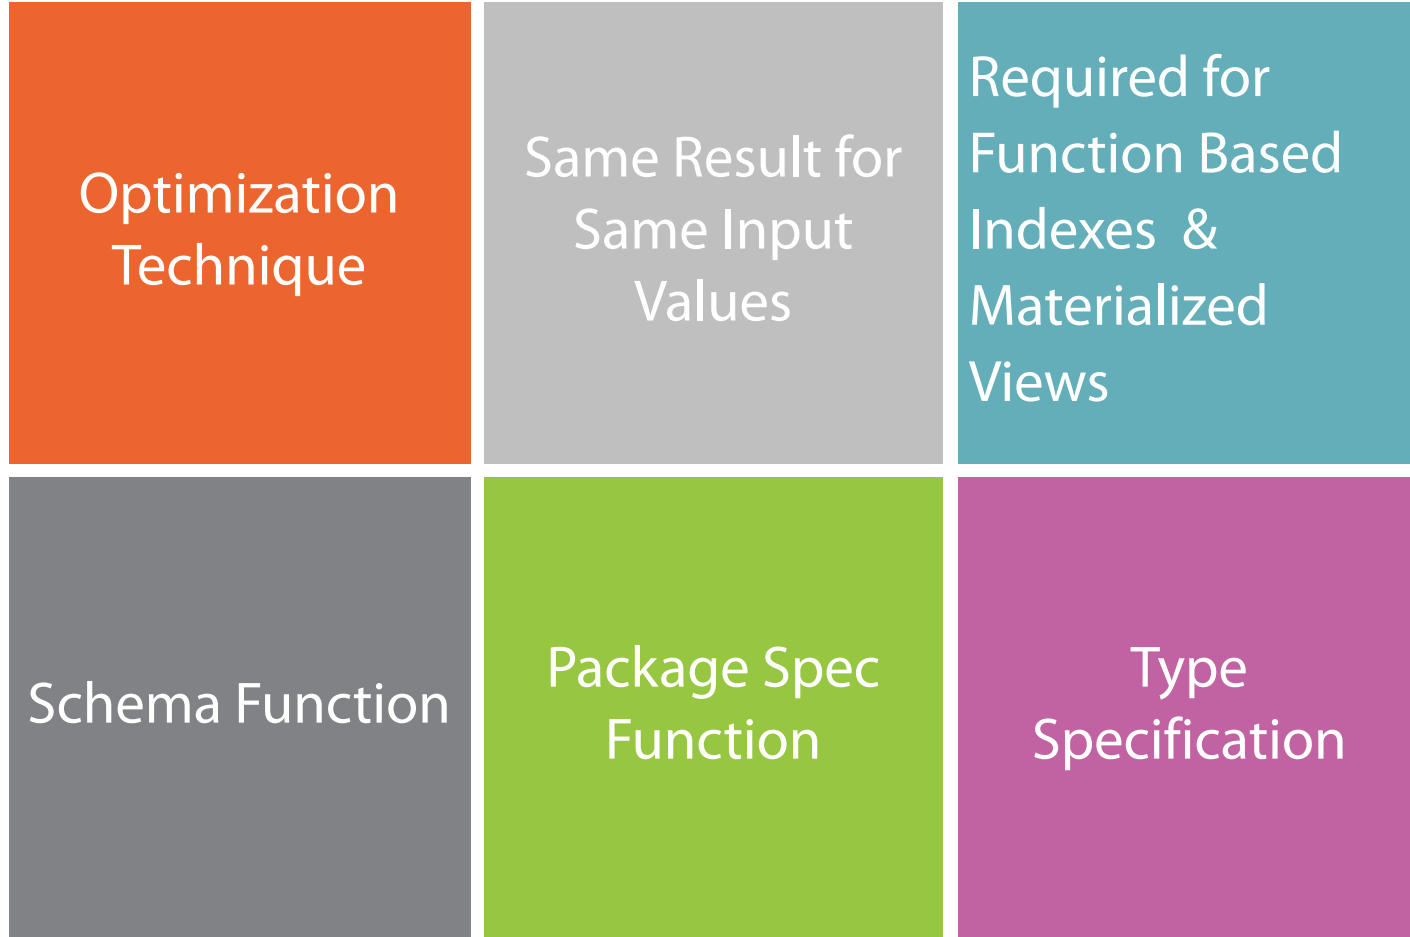 Optimization
Technique
Same Result for
Same Input
Values
Required for
Function Based
Indexes &
Materialized
Views
Schema Function
Package Spec
Function
Type
Specification